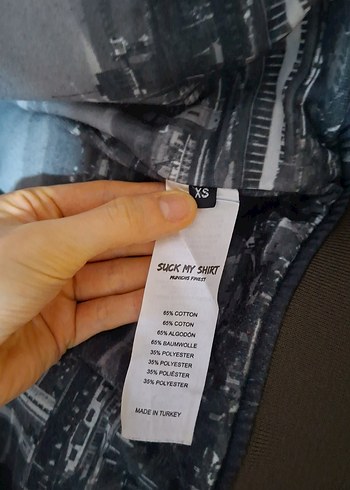 XS
SUCK MY SHIRT
MUNICHS FINEST
65% COTTON
65% COTON
65% ALGODÓN
65% BAUMWOLLE
35% POLYESTER
35% POLYESTER
35% POLIÉSTER
35% POLYESTER
MADE IN TURKEY